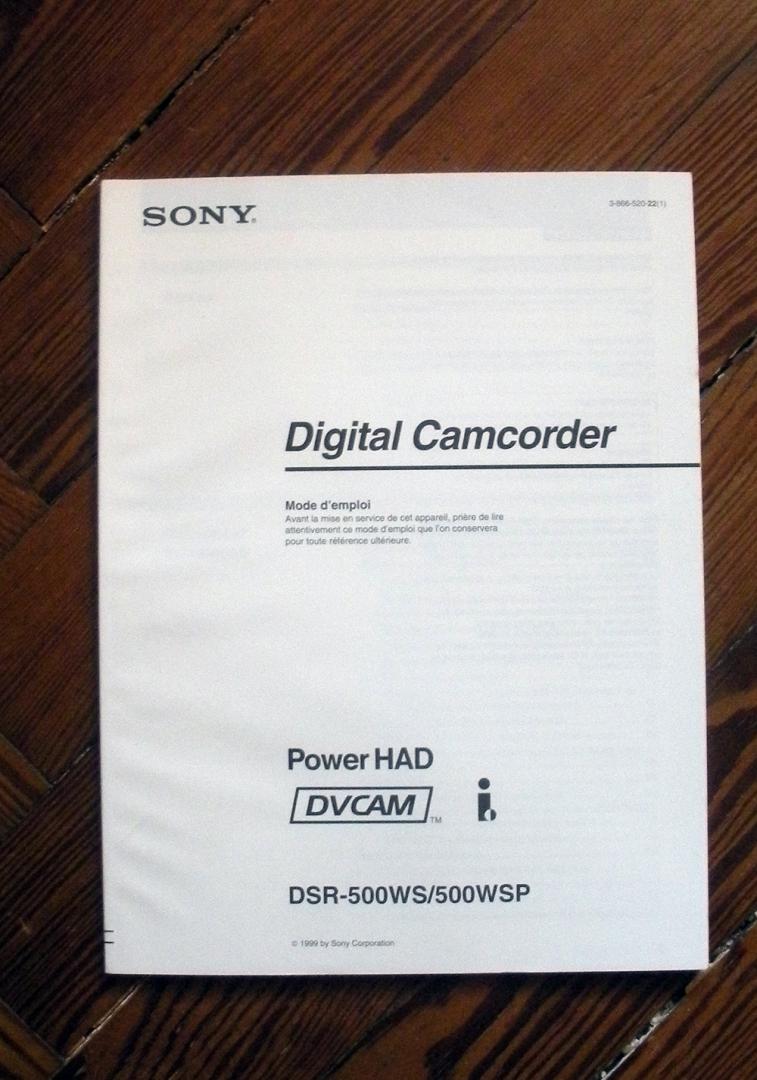 SONY®
3-866-520-22(1)
Digital Camcorder
Mode d'emploi
Avant la mise en service de cet appareil, prière de lire
attentivement ce mode d'emploi que l'on conservera
pour toute référence ultérieure.
Power HAD
DVCAM™
i
DSR-500WS/500WSP
© 1999 by Sony Corporation